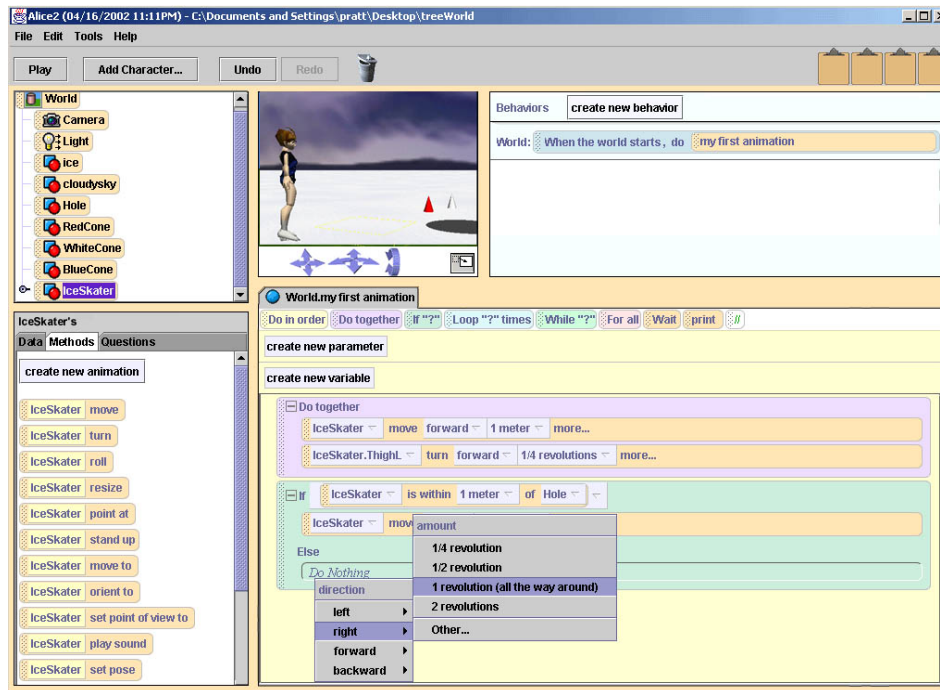 Alice2 (04/16/2002 11:11PM) - C:\Documents and Settings\pratt\Desktop\treeWorld
File Edit Tools Help
Play Add Character... Undo Redo
World
Camera
Light
ice
cloudysky
Hole
RedCone
WhiteCone
BlueCone
IceSkater
Behaviors create new behavior
World: When the world starts, do my first animation
IceSkater's
Data Methods Questions
create new animation
IceSkater move
IceSkater turn
IceSkater roll
IceSkater resize
IceSkater point at
IceSkater stand up
IceSkater move to
IceSkater orient to
IceSkater set point of view to
IceSkater play sound
IceSkater set pose
World.my first animation
Do in order Do together If "?" Loop "?" times While "?" For all Wait print //
create new parameter
create new variable
Do together
IceSkater move forward 1 meter more...
IceSkater.ThighL turn forward 1/4 revolutions more...
If IceSkater is within 1 meter of Hole
IceSkater mov
Else
Do Nothing
direction
left
right
forward
backward
amount
1/4 revolution
1/2 revolution
1 revolution (all the way around)
2 revolutions
Other...